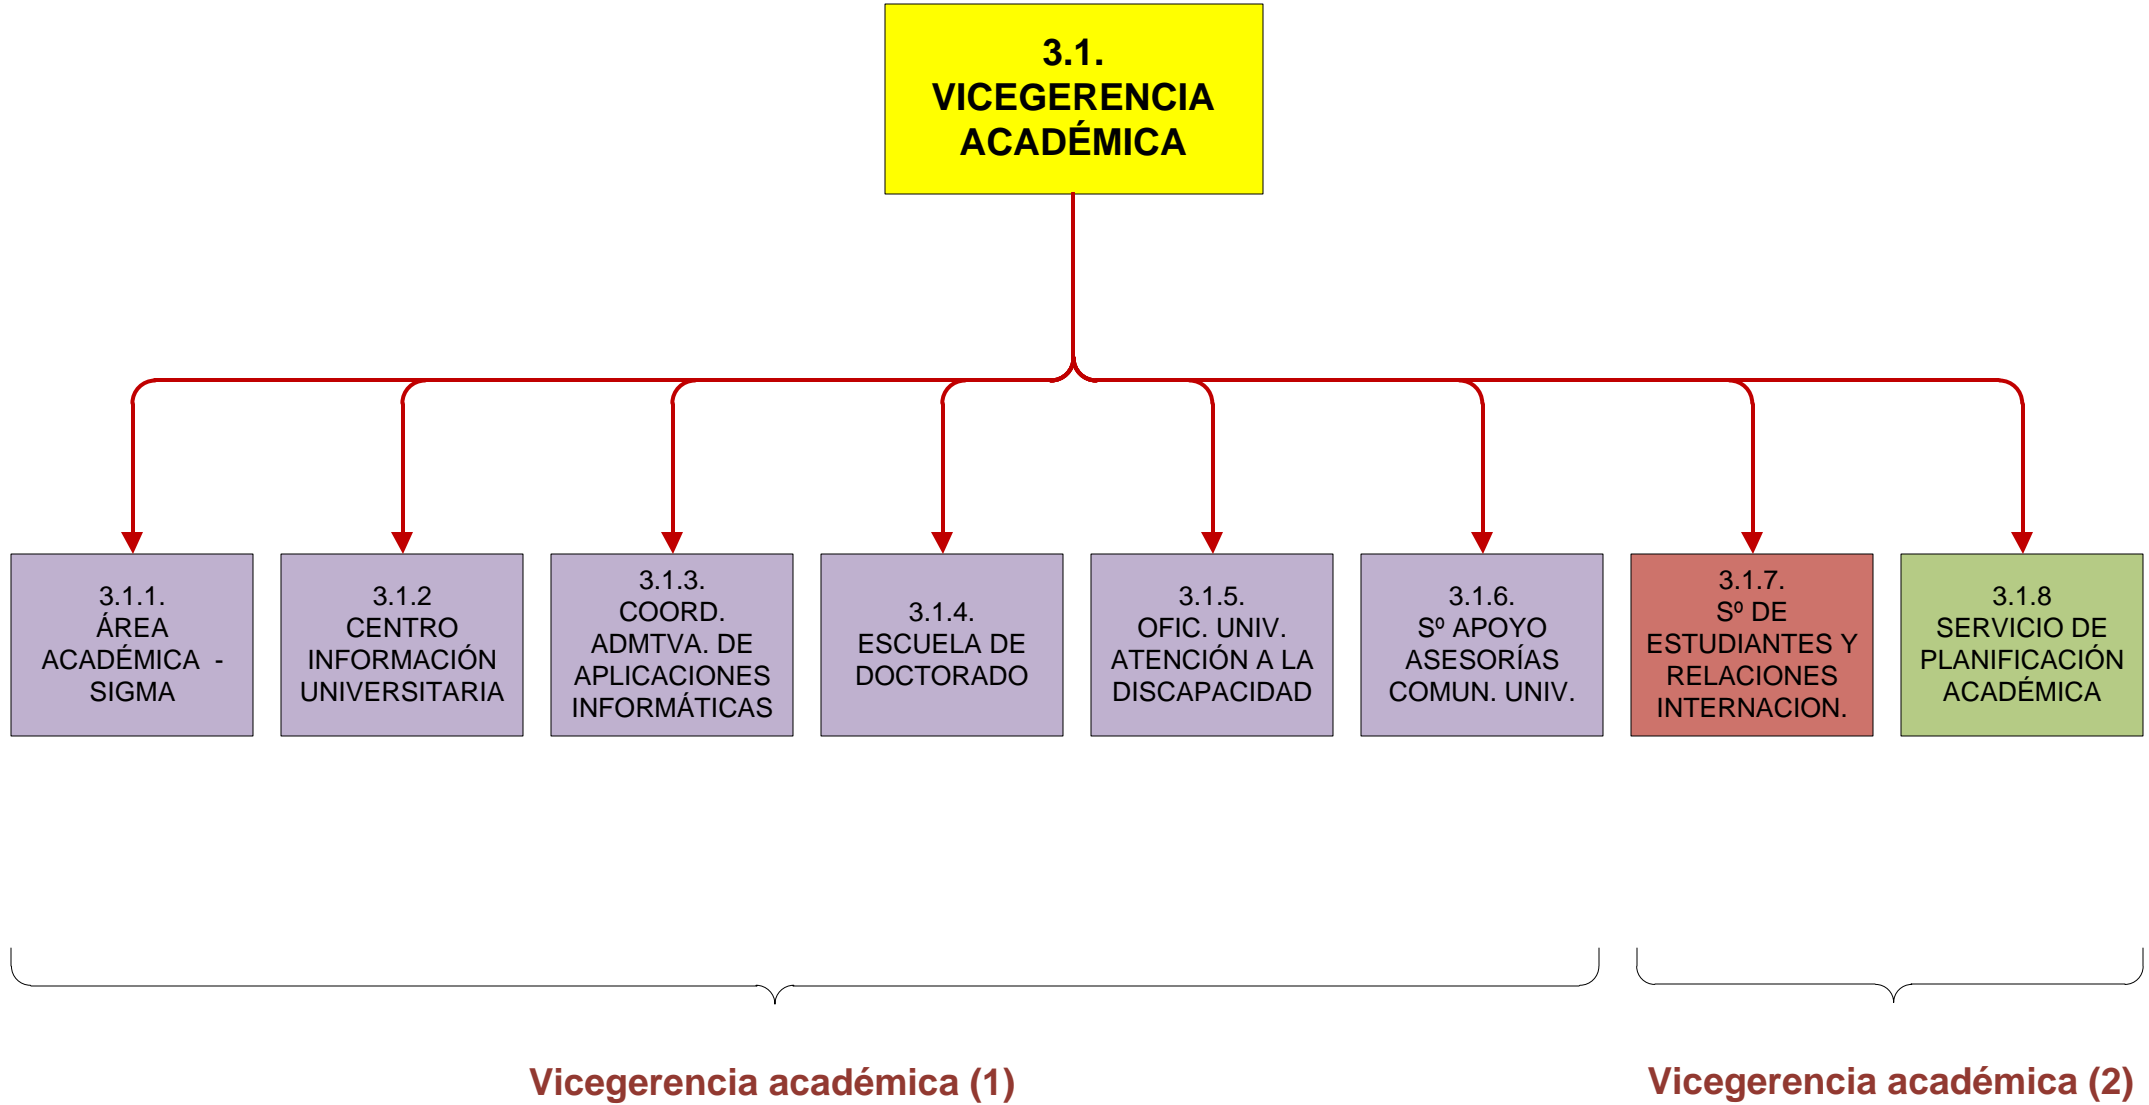 3.1.
VICEGERENCIA
ACADÉMICA
3.1.1.
ÁREA
ACADÉMICA -
SIGMA
3.1.2
CENTRO
INFORMACIÓN
UNIVERSITARIA
3.1.3.
COORD.
ADMTVA. DE
APLICACIONES
INFORMÁTICAS
3.1.4.
ESCUELA DE
DOCTORADO
3.1.5.
OFIC. UNIV.
ATENCIÓN A LA
DISCAPACIDAD
3.1.6.
Sº APOYO
ASESORÍAS
COMUN. UNIV.
3.1.7.
Sº DE
ESTUDIANTES Y
RELACIONES
INTERNACION.
3.1.8
SERVICIO DE
PLANIFICACIÓN
ACADÉMICA
Vicegerencia académica (1)
Vicegerencia académica (2)